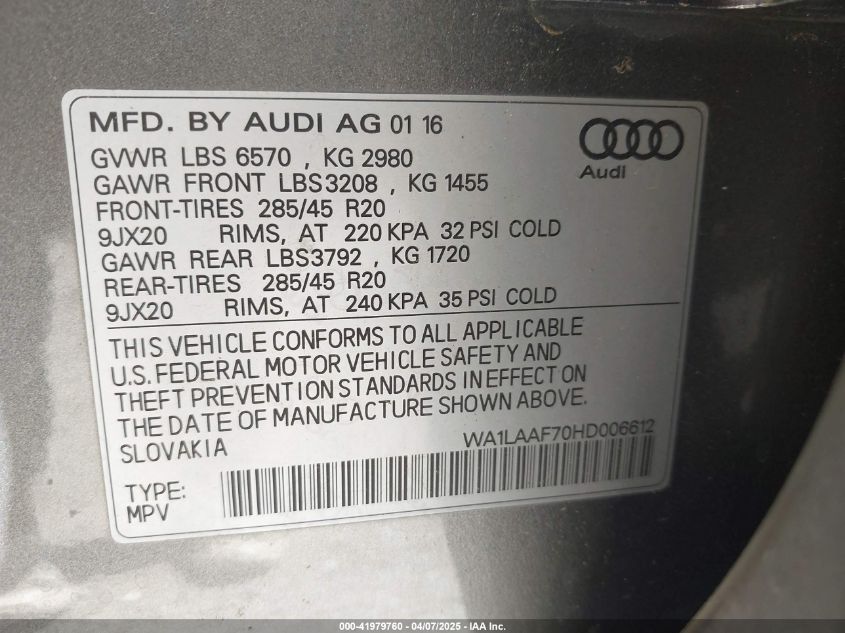 MFD. BY AUDI AG 01 16
GVWR LBS 6570 , KG 2980
GAWR FRONT LBS3208 , KG 1455
FRONT-TIRES 285/45 R20
9JX20 RIMS, AT 220 KPA 32 PSI COLD
GAWR REAR LBS3792 , KG 1720
REAR-TIRES 285/45 R20
9JX20 RIMS, AT 240 KPA 35 PSI COLD
Audi
THIS VEHICLE CONFORMS TO ALL APPLICABLE
U.S. FEDERAL MOTOR VEHICLE SAFETY AND
THEFT PREVENTION STANDARDS IN EFFECT ON
THE DATE OF MANUFACTURE SHOWN ABOVE.
SLOVAKIA
WA1LAAF70HD006612
TYPE:
MPV
000-41979760 - 04/07/2025 - IAA Inc.